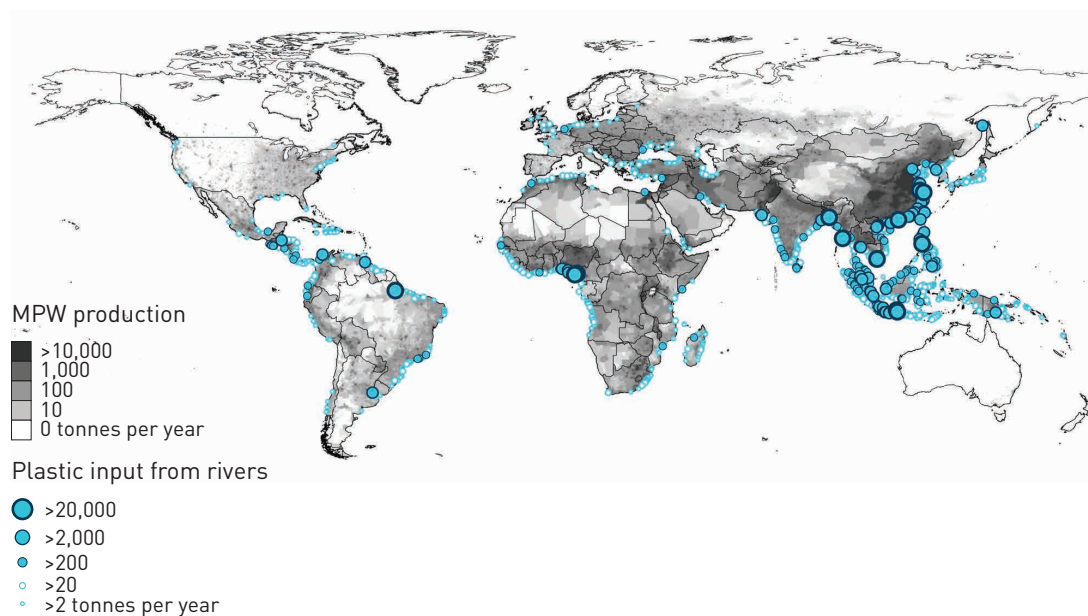 MPW production
>10,000
1,000
100
10
0 tonnes per year
Plastic input from rivers
>20,000
>2,000
>200
>20
>2 tonnes per year